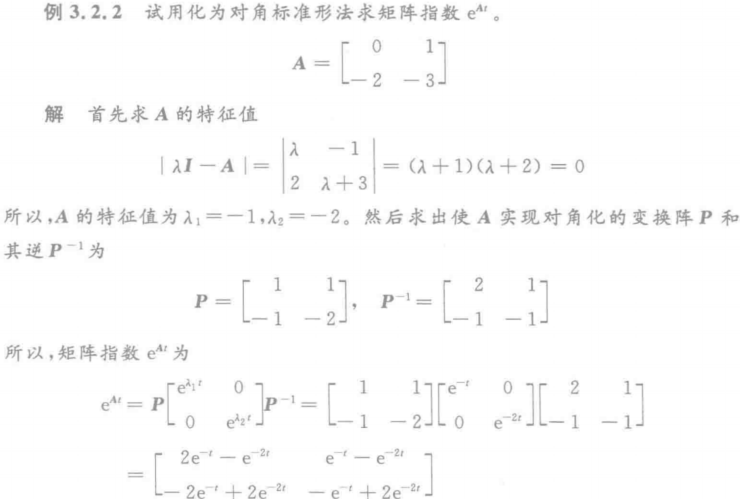 例 3.2.2 试用化为对角标准形法求矩阵指数 e^{At}。
A = [0 1; -2 -3]
解 首先求 A 的特征值
|λI - A| = |λ -1; 2 λ+3| = (λ+1)(λ+2) = 0
所以,A 的特征值为 λ₁=-1,λ₂=-2。然后求出使 A 实现对角化的变换阵 P 和
其逆 P⁻¹为
P = [1 1; -1 -2], P⁻¹ = [2 1; -1 -1]
所以,矩阵指数 e^{At} 为
e^{At} = P[e^{λ₁t} 0; 0 e^{λ₂t}]P⁻¹ = [1 1; -1 -2][e^{-t} 0; 0 e^{-2t}][2 1; -1 -1]
= [2e^{-t} - e^{-2t} e^{-t} - e^{-2t}; -2e^{-t} + 2e^{-2t} -e^{-t} + 2e^{-2t}]